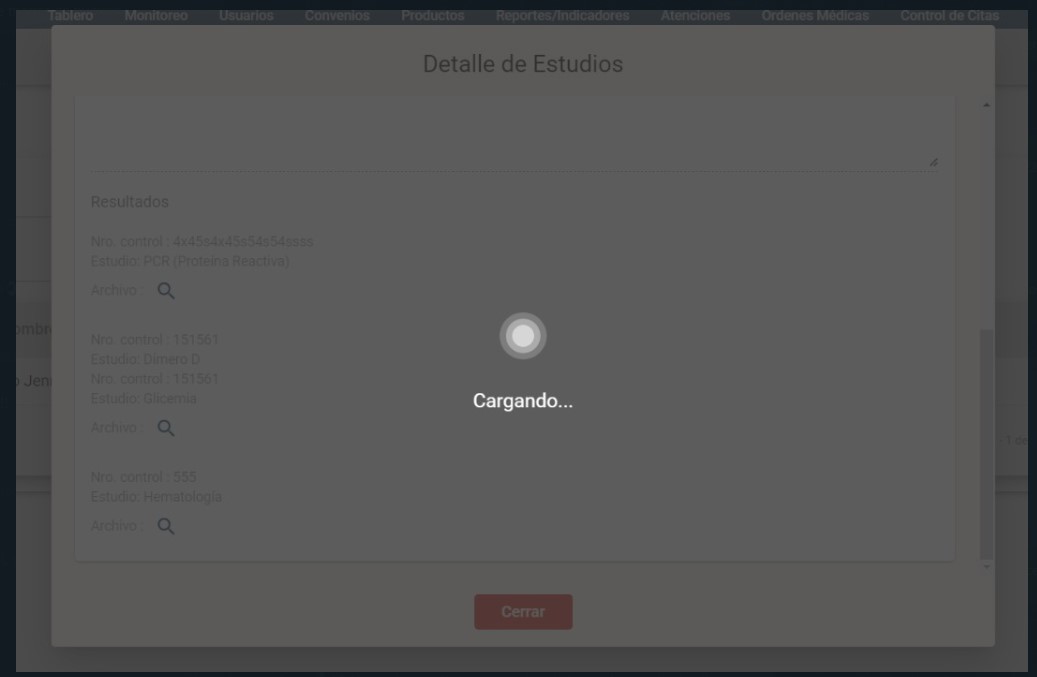 Tablero Monitoreo Usuarios Convenios Productos Reportes/Indicadores Atenciones Ordenes Médicas Control de Citas
Detalle de Estudios
Resultados
Nro. control : 4x45s4x45s54s54ssss
Estudio: PCR (Proteina Reactiva)
Archivo :
Nro. control : 151561
ombre
Estudio: Dimero D
Nro. control : 151561
o Jeni
Estudio: Glicemia
Cargando...
Archivo :
- 1 de
Nro. control : 555
Estudio: Hematología
Archivo :
Cerrar